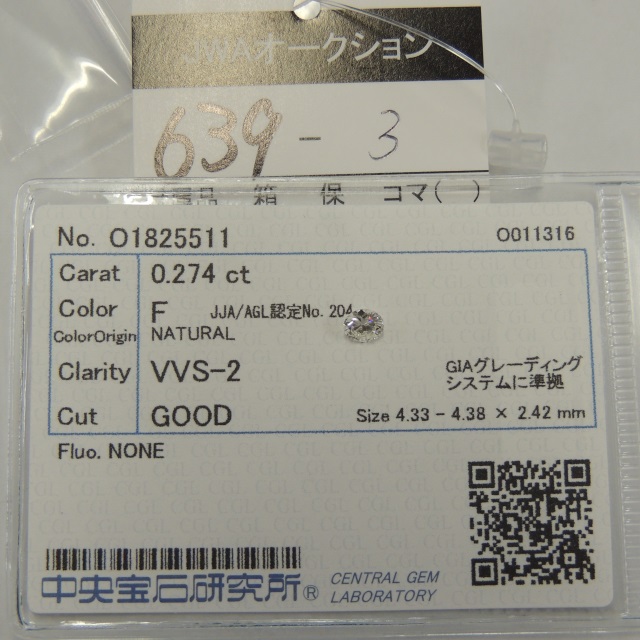 JWAオークション
639 - 3
箱 保 コマ( )
No. O1825511
O011316
Carat 0.274 ct
Color F JJA/AGL認定No. 204
ColorOrigin NATURAL
Clarity VVS-2
GIAグレーディング
システムに準拠
Cut GOOD
Size 4.33 - 4.38 × 2.42 mm
Fluo. NONE
中央宝石研究所®
CENTRAL GEM
LABORATORY